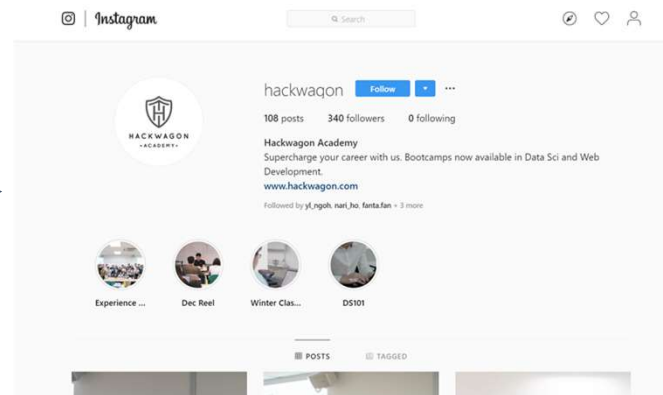 Instagram
Search
hackwagon Follow
108 posts 340 followers 0 following
HACKWAGON
ACADEMY
Hackwagon Academy
Supercharge your career with us. Bootcamps now available in Data Sci and Web
Development.
www.hackwagon.com
Followed by yl_ngoh, nari_ho, fanta.fan + 3 more
Experience ... Dec Reel Winter Clas... DS101
POSTS TAGGED